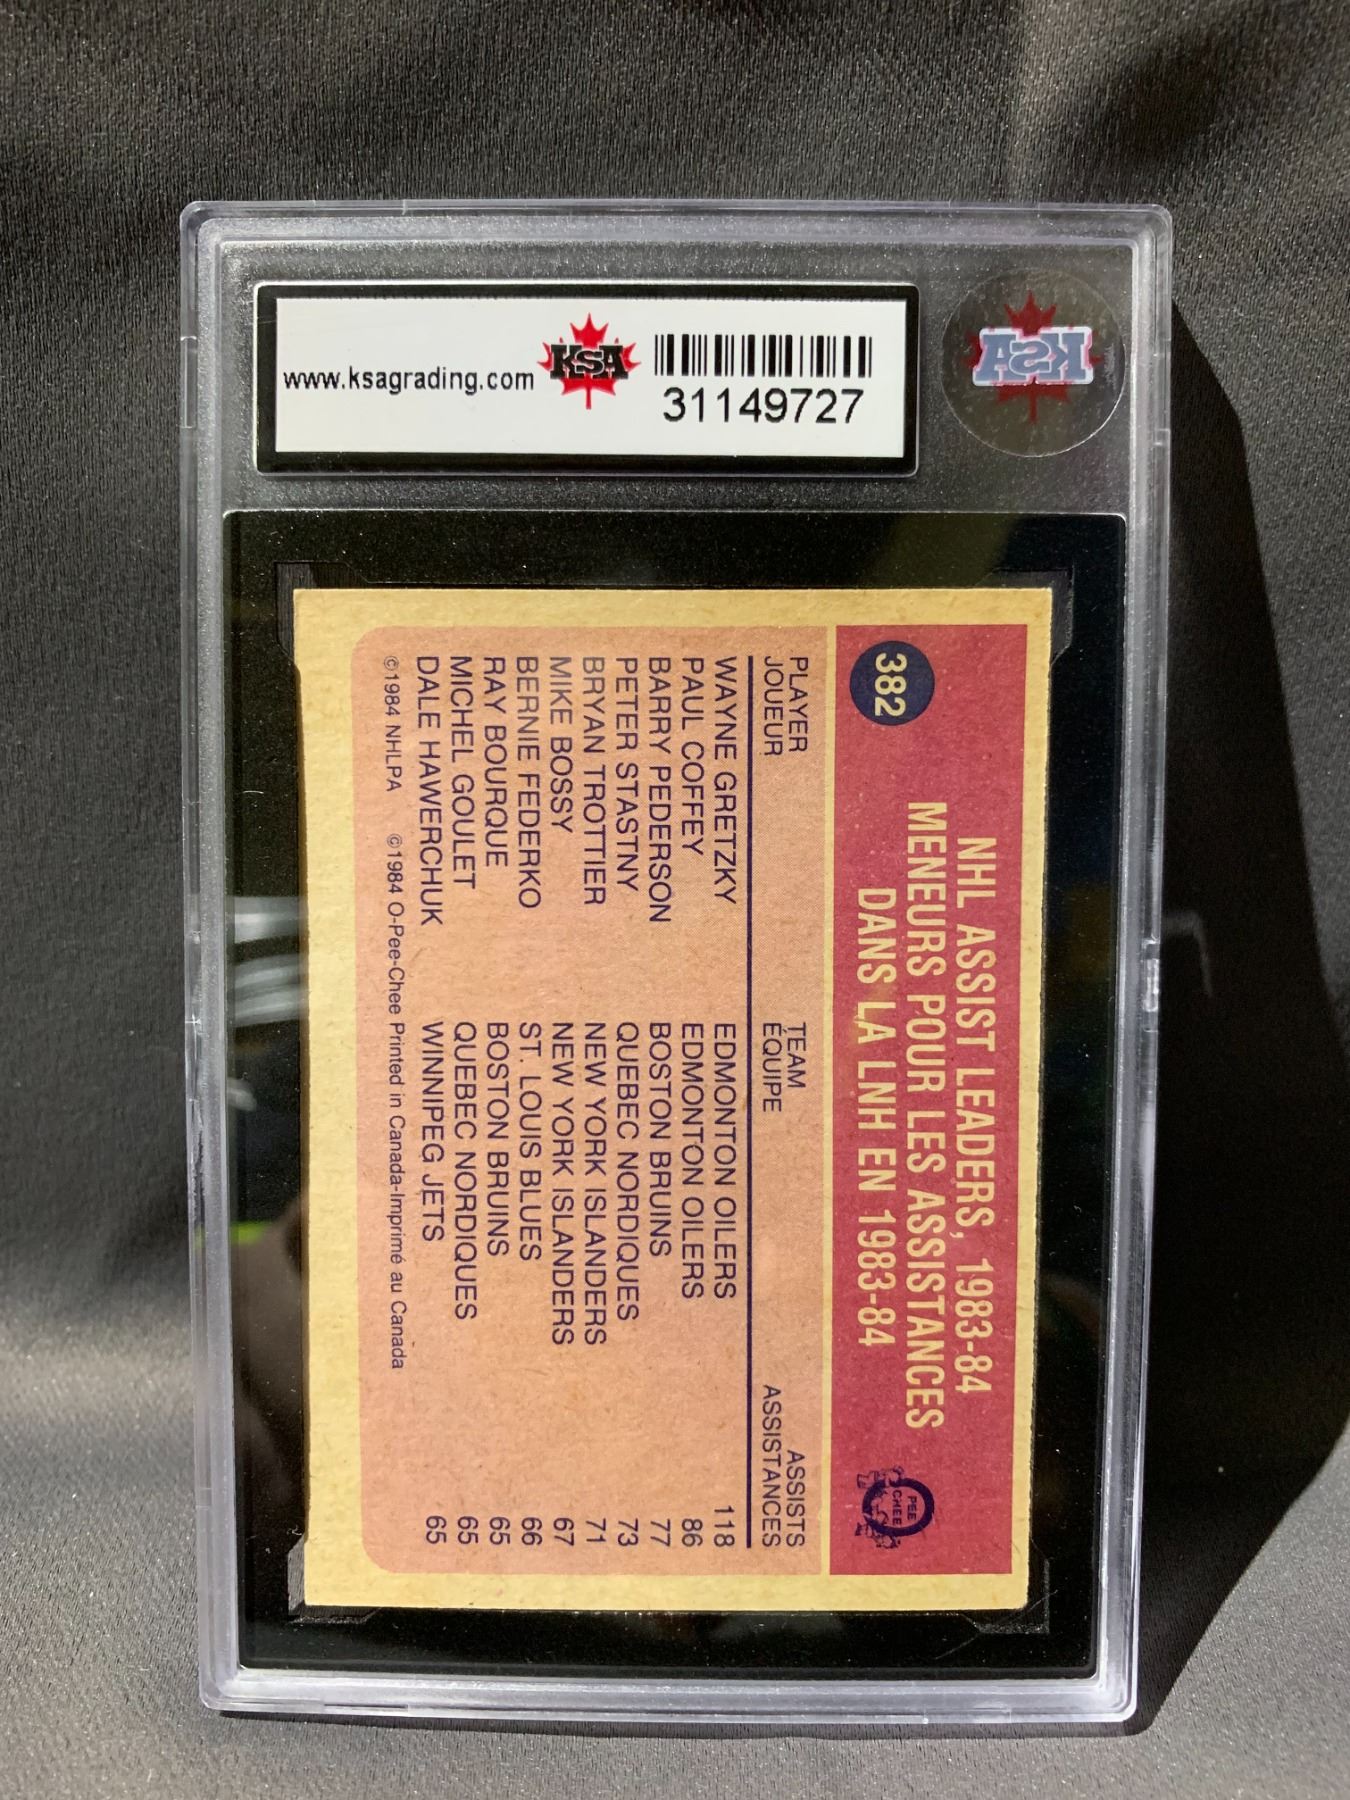 www.ksagrading.com
KSA
31149727
KSA
382
NHL ASSIST LEADERS, 1983-84
MENEURS POUR LES ASSISTANCES
DANS LA LNH EN 1983-84
O
PEE
CHEE
PLAYER TEAM ASSISTS
JOUEUR ÉQUIPE ASSISTANCES
WAYNE GRETZKY EDMONTON OILERS 118
PAUL COFFEY EDMONTON OILERS 86
BARRY PEDERSON BOSTON BRUINS 77
PETER STASTNY QUEBEC NORDIQUES 73
BRYAN TROTTIER NEW YORK ISLANDERS 71
MIKE BOSSY NEW YORK ISLANDERS 67
BERNIE FEDERKO ST. LOUIS BLUES 66
RAY BOURQUE BOSTON BRUINS 65
MICHEL GOULET QUEBEC NORDIQUES 65
DALE HAWERCHUK WINNIPEG JETS 65
©1984 NHLPA ©1984 O-Pee-Chee Printed in Canada-Imprimé au Canada